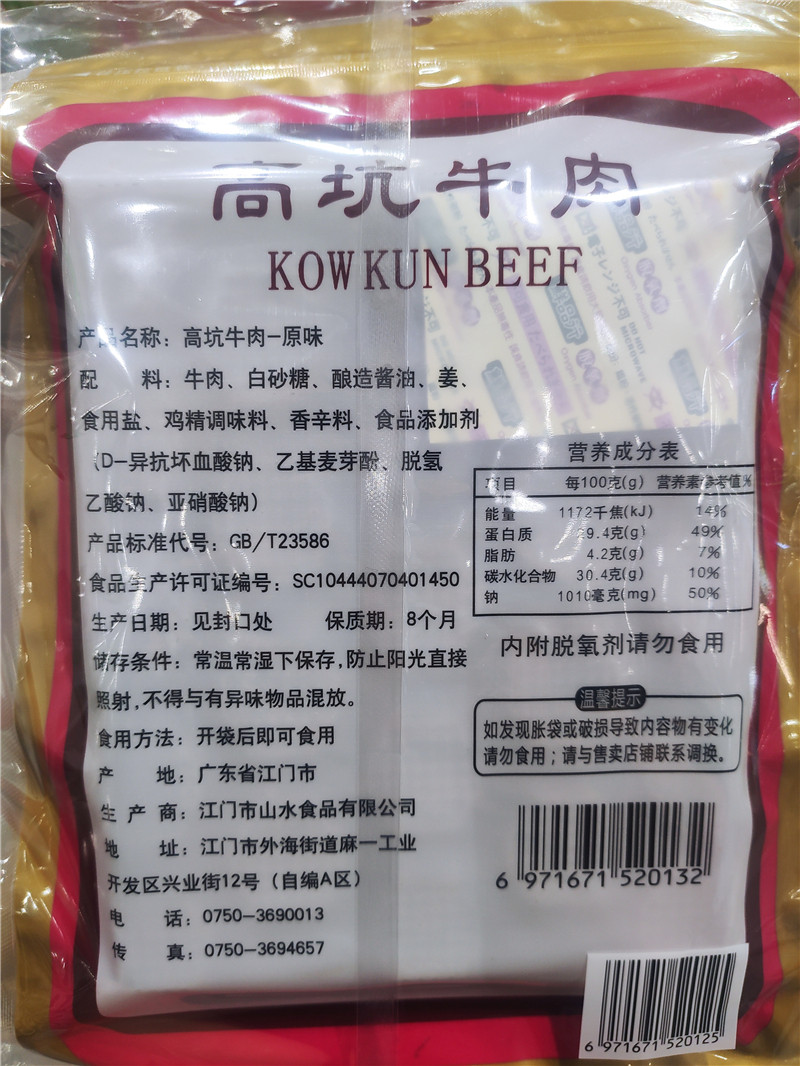 高坑牛肉
KOW KUN BEEF
产品名称：高坑牛肉-原味
配 料：牛肉、白砂糖、酿造酱油、姜、
食用盐、鸡精调味料、香辛料、食品添加剂
（D-异抗坏血酸钠、乙基麦芽酚、脱氢
乙酸钠、亚硝酸钠）
产品标准代号：GB/T23586
食品生产许可证编号：SC10444070401450
生产日期：见封口处 保质期：8个月
储存条件：常温常湿下保存,防止阳光直接
照射,不得与有异味物品混放。
食用方法：开袋后即可食用
产 地：广东省江门市
生 产 商：江门市山水食品有限公司
地 址：江门市外海街道麻一工业
开发区兴业街12号（自编A区）
电 话：0750-3690013
传 真：0750-3694657
电子レンジ不可
DO NOT
MICROWAVE
营养成分表
项目 每100克(g) 营养素参考值%
能量 1172千焦(kJ) 14%
蛋白质 9.4克(g) 49%
脂肪 4.2克(g) 7%
碳水化合物 30.4克(g) 10%
钠 1010毫克(mg) 50%
内附脱氧剂请勿食用
温馨提示
如发现胀袋或破损导致内容物有变化
请勿食用；请与售卖店铺联系调换。
6 971671 520132
6 971671 520125